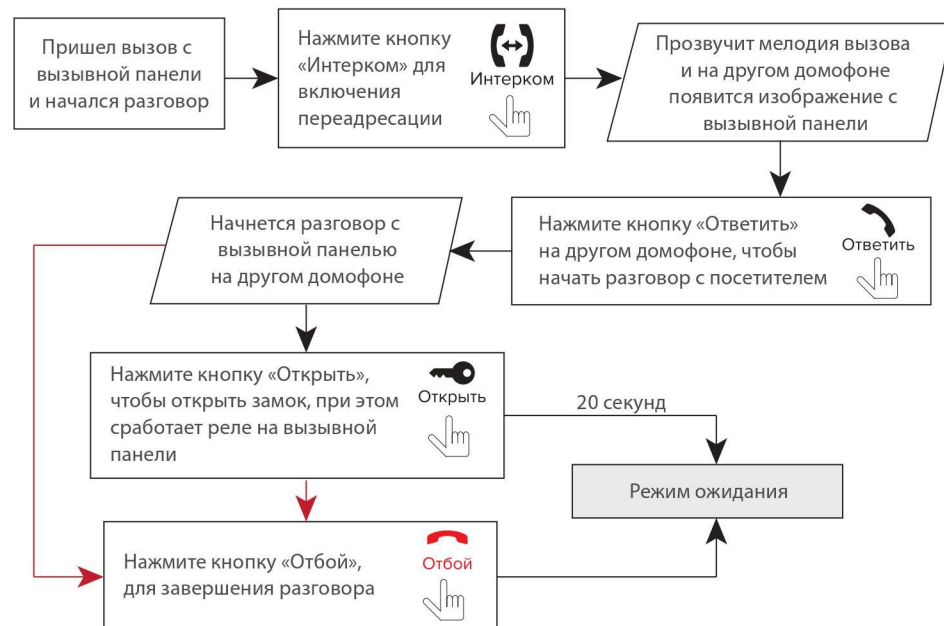 Пришел вызов с
вызывной панели
и начался разговор
Нажмите кнопку
«Интерком» для
включения
переадресации
Интерком
Прозвучит мелодия вызова
и на другом домофоне
появится изображение с
вызывной панели
Нажмите кнопку «Ответить»
на другом домофоне, чтобы
начать разговор с посетителем
Ответить
Начнется разговор с
вызывной панелью
на другом домофоне
Нажмите кнопку «Открыть»,
чтобы открыть замок, при этом
сработает реле на вызывной
панели
Открыть
20 секунд
Режим ожидания
Нажмите кнопку «Отбой»,
для завершения разговора
Отбой